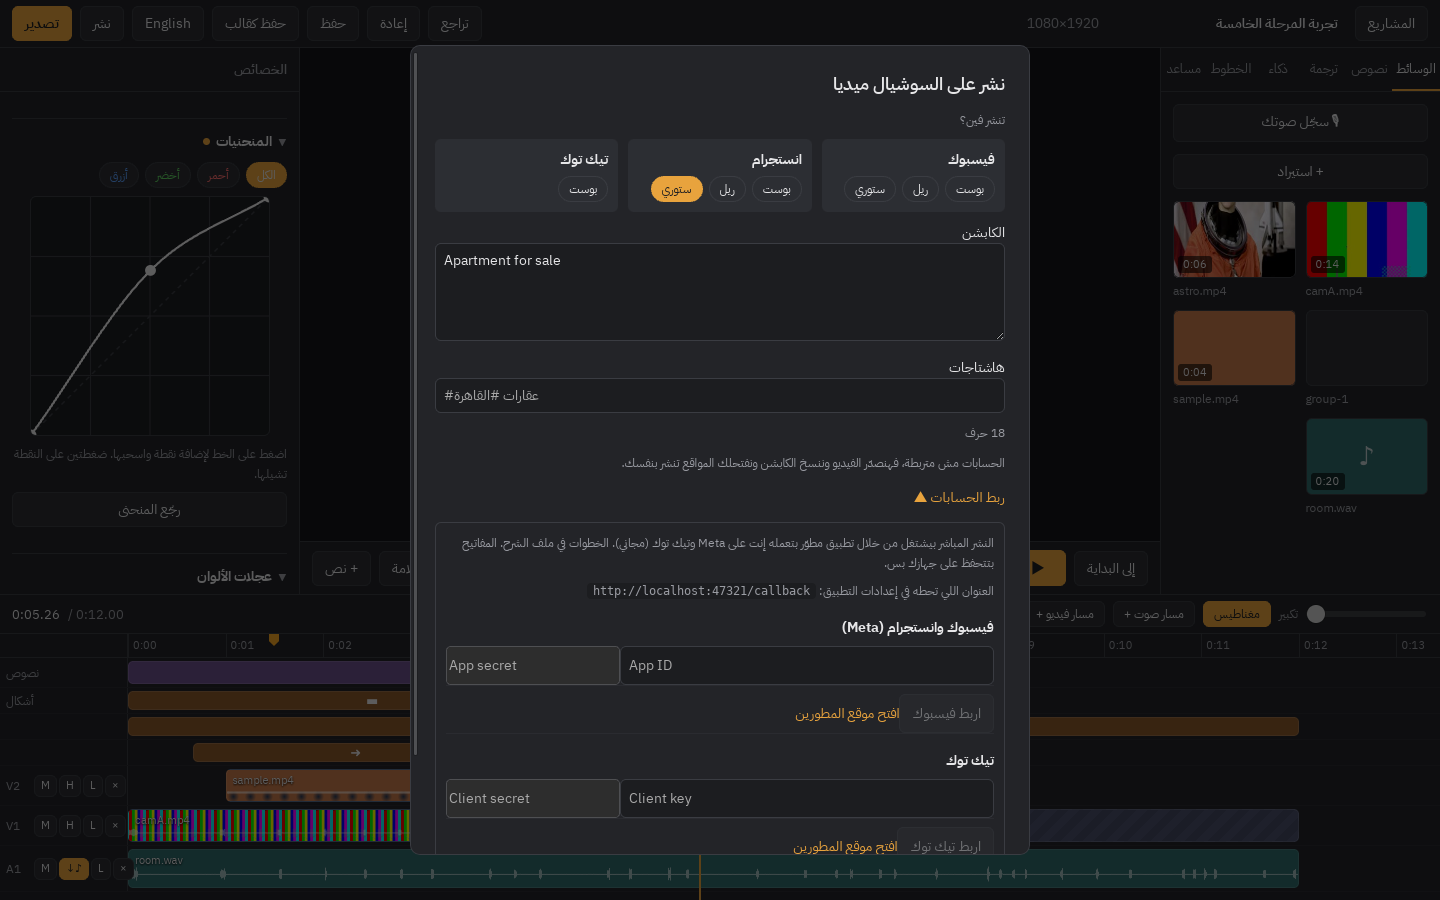 المشاريع
تجربة المرحلة الخامسة
1080×1920
تراجع
إعادة
حفظ
حفظ كقالب
English
نشر
تصدير
الوسائط
نصوص
ترجمة
ذكاء
الخطوط
مساعد
سجّل صوتك
+ استيراد
0:14
camA.mp4
0:06
astro.mp4
group-1
0:04
sample.mp4
0:20
room.wav
نشر على السوشيال ميديا
تنشر فين؟
فيسبوك
بوست
ريل
ستوري
انستجرام
بوست
ريل
ستوري
تيك توك
بوست
الكابشن
Apartment for sale
هاشتاجات
#عقارات #القاهرة
18 حرف
الحسابات مش متربطة، فهنصدّر الفيديو وننسخ الكابشن ونفتحلك المواقع تنشر بنفسك.
ربط الحسابات ▲
النشر المباشر بيشتغل من خلال تطبيق مطوّر بتعمله إنت على Meta وتيك توك (مجاني). الخطوات في ملف الشرح. المفاتيح
بتتحفظ على جهازك بس.
العنوان اللي تحطه في إعدادات التطبيق: http://localhost:47321/callback
فيسبوك وانستجرام (Meta)
App ID
App secret
اربط فيسبوك
افتح موقع المطورين
تيك توك
Client key
Client secret
اربط تيك توك
افتح موقع المطورين
الخصائص
▼ المنحنيات
الكل
أحمر
أخضر
أزرق
اضغط على الخط لإضافة نقطة واسحبها. ضغطتين على النقطة
تشيلها.
رجّع المنحنى
▼ عجلات الألوان
إلى البداية
+ نص
0:05.26 / 0:12.00
مسار فيديو +
مسار صوت +
مغناطيس
تكبير
0:00
0:01
0:02
0:10
0:11
0:12
0:13
نصوص
أشكال
V2
M
H
L
×
sample.mp4
V1
M
H
L
×
camA.mp4
A1
M
↓♪
L
×
room.wav